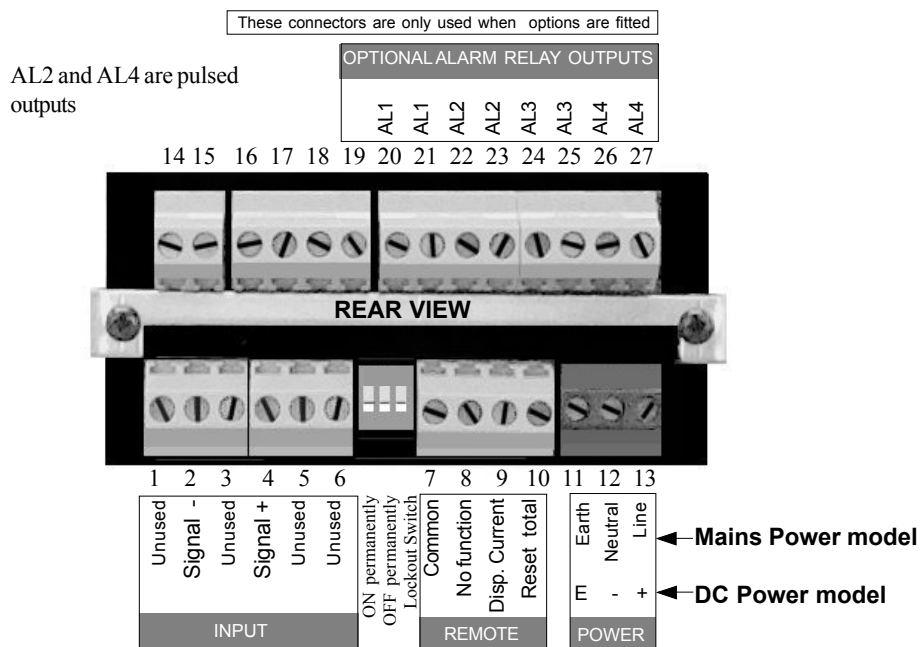 These connectors are only used when options are fitted
OPTIONAL ALARM RELAY OUTPUTS
AL2 and AL4 are pulsed
outputs
AL1
AL1
AL2
AL2
AL3
AL3
AL4
AL4
14 15 16 17 18 19 20 21 22 23 24 25 26 27
REAR VIEW
1 2 3 4 5 6 7 8 9 10 11 12 13
Unused
Signal -
Unused
Signal +
Unused
Unused
ON permanently
OFF permanently
Lockout Switch
Common
No function
Disp. Current
Reset total
Earth
Neutral
Line
Mains Power model
E - +
DC Power model
INPUT
REMOTE
POWER